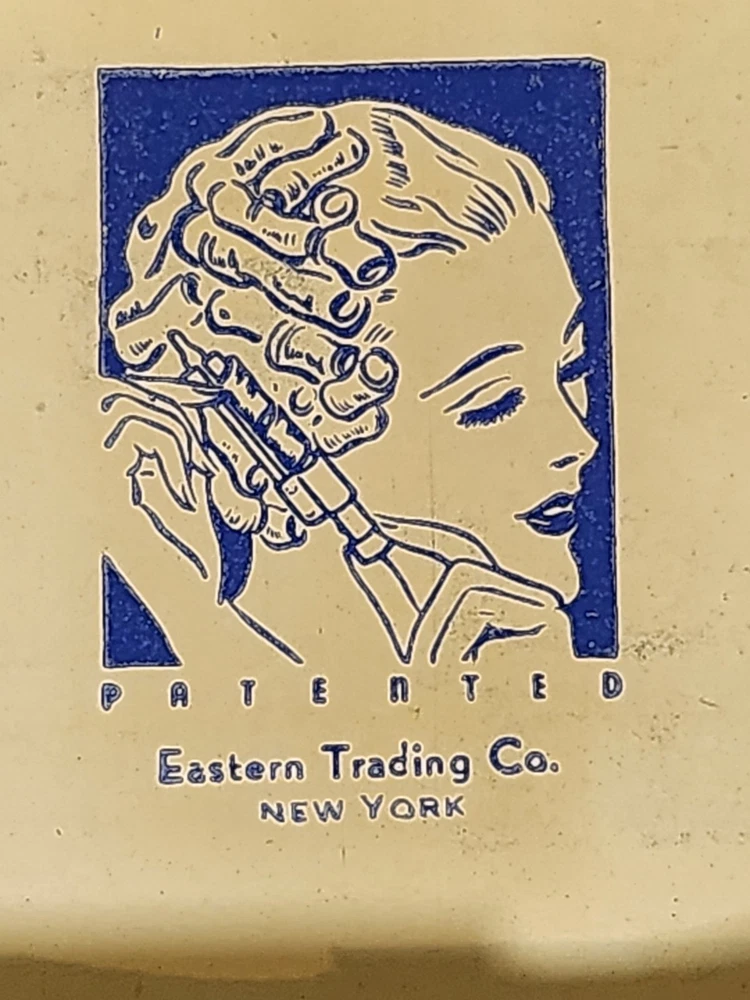 PATENTED
Eastern Trading Co.
NEW YORK